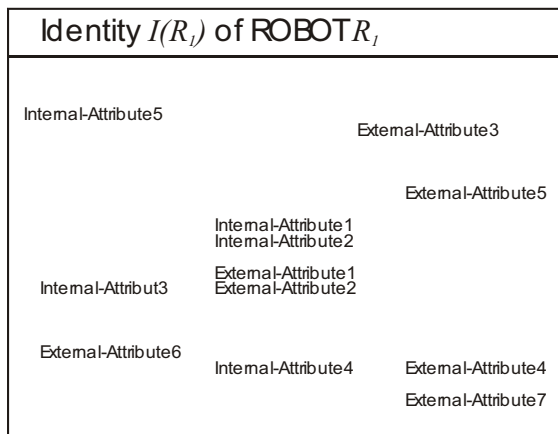 Identity I(R1) of ROBOT R1
Internal-Attribute5
External-Attribute3
External-Attribute5
Internal-Attribute1
Internal-Attribute2
External-Attribute1
Internal-Attribut3
External-Attribute2
External-Attribute6
Internal-Attribute4
External-Attribute4
External-Attribute7